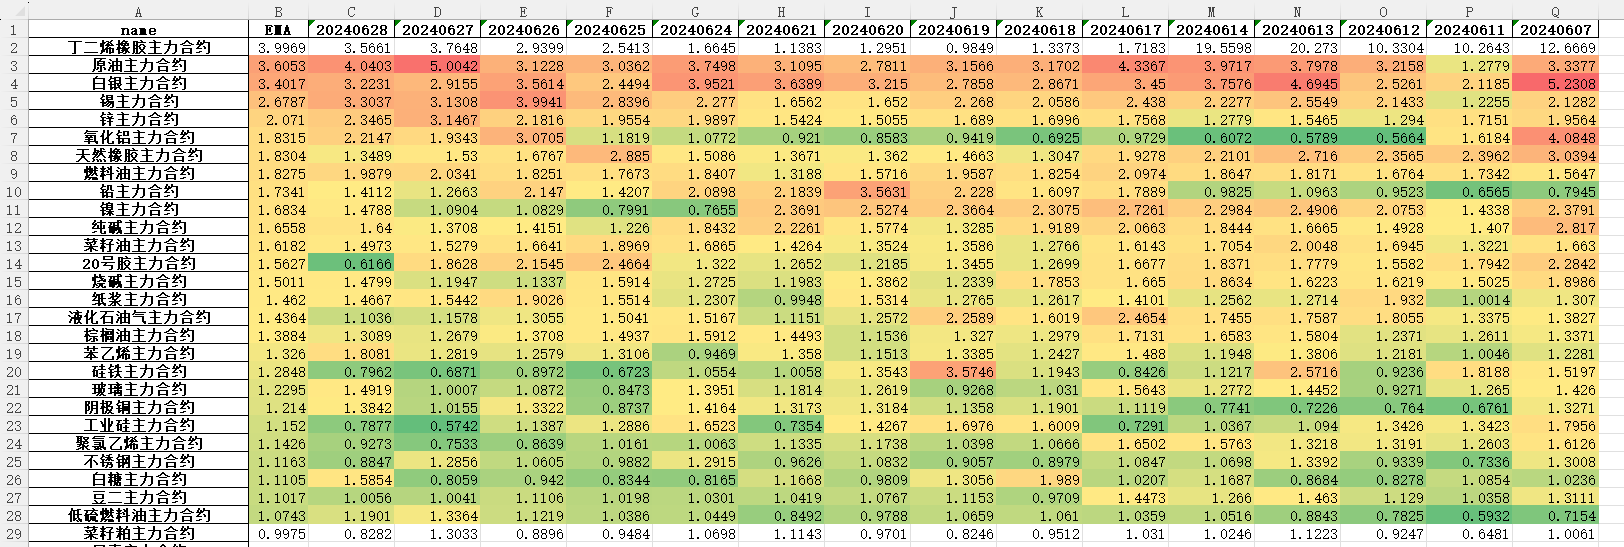 A B C D E F G H I J K L M N O P Q
1 name EMA 20240628 20240627 20240626 20240625 20240624 20240621 20240620 20240619 20240618 20240617 20240614 20240613 20240612 20240611 20240607
2 丁二烯橡胶主力合约 3.9969 3.5661 3.7648 2.9399 2.5413 1.6645 1.1383 1.2951 0.9849 1.3373 1.7183 19.5598 20.273 10.3304 10.2643 12.6669
3 原油主力合约 3.6053 4.0403 5.0042 3.1228 3.0362 3.7498 3.1095 2.7811 3.1566 3.1702 4.3367 3.9717 3.7978 3.2158 1.2779 3.3377
4 白银主力合约 3.4017 3.2231 2.9155 3.5614 2.4494 3.9521 3.6389 3.215 2.7858 2.8671 3.45 3.7576 4.6945 2.5261 2.1185 5.2308
5 锡主力合约 2.6787 3.3037 3.1308 3.9941 2.8396 2.277 1.6562 1.652 2.268 2.0586 2.438 2.2277 2.5549 2.1433 1.2255 2.1282
6 锌主力合约 2.071 2.3465 3.1467 2.1816 1.9554 1.9897 1.5424 1.5055 1.689 1.6996 1.7568 1.2779 1.5465 1.294 1.7151 1.9564
7 氧化铝主力合约 1.8315 2.2147 1.9343 3.0705 1.1819 1.0772 0.921 0.8583 0.9419 0.6925 0.9729 0.6072 0.5789 0.5664 1.6184 4.0848
8 天然橡胶主力合约 1.8304 1.3489 1.53 1.6767 2.885 1.5086 1.3671 1.362 1.4663 1.3047 1.9278 2.2101 2.716 2.3565 2.3962 3.0394
9 燃料油主力合约 1.8275 1.9879 2.0341 1.8251 1.7673 1.8407 1.3188 1.5716 1.9587 1.8254 2.0974 1.8647 1.8171 1.6764 1.7342 1.5647
10 铅主力合约 1.7341 1.4112 1.2663 2.147 1.4207 2.0898 2.1839 3.5631 2.228 1.6097 1.7889 0.9825 1.0963 0.9523 0.6565 0.7945
11 镍主力合约 1.6834 1.4788 1.0904 1.0829 0.7991 0.7655 2.3691 2.5274 2.3664 2.3075 2.7261 2.2984 2.4906 2.0753 1.4338 2.3791
12 纯碱主力合约 1.6558 1.64 1.3708 1.4151 1.226 1.8432 2.2261 1.5774 1.3285 1.9189 2.0663 1.8444 1.6665 1.4928 1.407 2.817
13 菜籽油主力合约 1.6182 1.4973 1.5279 1.6641 1.8969 1.6865 1.4264 1.3524 1.3586 1.2766 1.6143 1.7054 2.0048 1.6945 1.3221 1.663
14 20号胶主力合约 1.5627 0.6166 1.8628 2.1545 2.4664 1.322 1.2652 1.2185 1.3455 1.2699 1.6677 1.8371 1.7779 1.5582 1.7942 2.2842
15 烧碱主力合约 1.5011 1.4799 1.1947 1.1337 1.5914 1.2725 1.1983 1.3862 1.2339 1.7853 1.665 1.8634 1.6223 1.6219 1.5025 1.8986
16 纸浆主力合约 1.462 1.4667 1.5442 1.9026 1.5514 1.2307 0.9948 1.5314 1.2765 1.2617 1.4101 1.2562 1.2714 1.932 1.0014 1.307
17 液化石油气主力合约 1.4364 1.1036 1.1578 1.3055 1.5041 1.5167 1.1151 1.2572 2.2589 1.6019 2.4654 1.7455 1.7587 1.8055 1.3375 1.3827
18 棕榈油主力合约 1.3884 1.3089 1.2679 1.3708 1.4937 1.5912 1.4493 1.1536 1.327 1.2979 1.7131 1.6583 1.5804 1.2371 1.2611 1.3371
19 苯乙烯主力合约 1.326 1.8081 1.2819 1.2579 1.3106 0.9469 1.358 1.1513 1.3385 1.2427 1.488 1.1948 1.3806 1.2181 1.0046 1.2281
20 硅铁主力合约 1.2848 0.7962 0.6871 0.8972 0.6723 1.0554 1.0058 1.3543 3.5746 1.1943 0.8426 1.1217 2.5716 0.9236 1.8188 1.5197
21 玻璃主力合约 1.2295 1.4919 1.0007 1.0872 0.8473 1.3951 1.1814 1.2619 0.9268 1.031 1.5643 1.2772 1.4452 0.9271 1.265 1.426
22 阴极铜主力合约 1.214 1.3842 1.0155 1.3322 0.8737 1.4164 1.3173 1.3184 1.1358 1.1901 1.1119 0.7741 0.7226 0.764 0.6761 1.3271
23 工业硅主力合约 1.152 0.7877 0.5742 1.1387 1.2886 1.6523 0.7354 1.4267 1.6976 1.6009 0.7291 1.0367 1.094 1.3426 1.3423 1.7956
24 聚氯乙烯主力合约 1.1426 0.9273 0.7533 0.8639 1.0161 1.0063 1.1335 1.1738 1.0398 1.0666 1.6502 1.5763 1.3218 1.3191 1.2603 1.6126
25 不锈钢主力合约 1.1163 0.8847 1.2856 1.0605 0.9882 1.2915 0.9626 1.0832 0.9057 0.8979 1.0847 1.0698 1.3392 0.9339 0.7336 1.3008
26 白糖主力合约 1.1105 1.5854 0.8059 0.942 0.8344 0.8165 1.1668 0.9809 1.3056 1.989 1.0207 1.1687 0.8684 0.8278 1.0854 1.0236
27 豆二主力合约 1.1017 1.0056 1.0041 1.1106 1.0198 1.0301 1.0419 1.0767 1.1153 0.9709 1.4473 1.266 1.463 1.129 1.0358 1.3111
28 低硫燃料油主力合约 1.0743 1.1901 1.3364 1.1219 1.0386 1.0449 0.8492 0.9788 1.0659 1.061 1.0359 1.0516 0.8843 0.7825 0.5932 0.7154
29 菜籽粕主力合约 0.9975 0.8282 1.3033 0.8896 0.9484 1.0698 1.1143 0.9701 0.8246 0.9512 1.031 1.0246 1.1223 0.9247 0.6481 1.0061